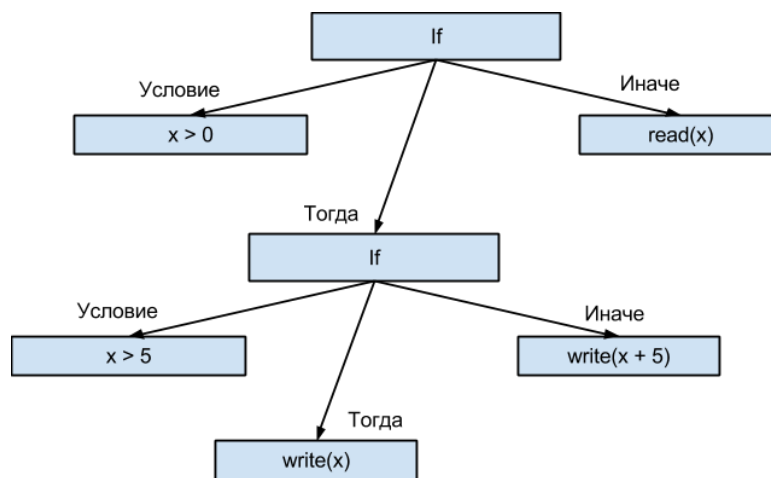 If
Условие
Иначе
x > 0
read(x)
Тогда
If
Условие
Иначе
x > 5
write(x + 5)
Тогда
write(x)